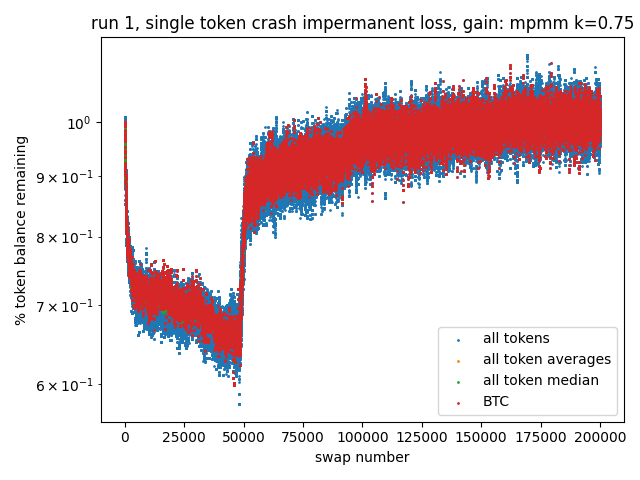 run 1, single token crash impermanent loss, gain: mpmm k=0.75
% token balance remaining
10⁰
9 × 10⁻¹
8 × 10⁻¹
7 × 10⁻¹
6 × 10⁻¹
all tokens
all token averages
all token median
BTC
0 25000 50000 75000 100000 125000 150000 175000 200000
swap number